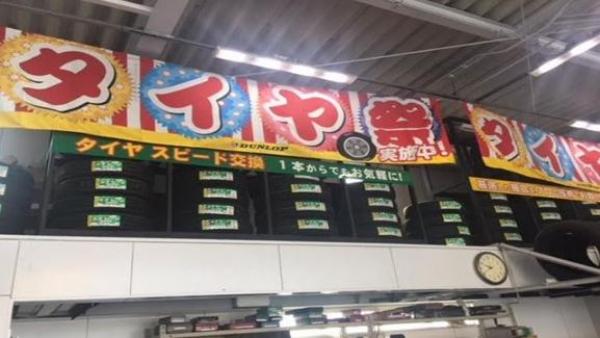 タイヤ祭
DUNLOP
実施中!
タイヤ スピード交換
1本からでもお気軽に!
タイヤ